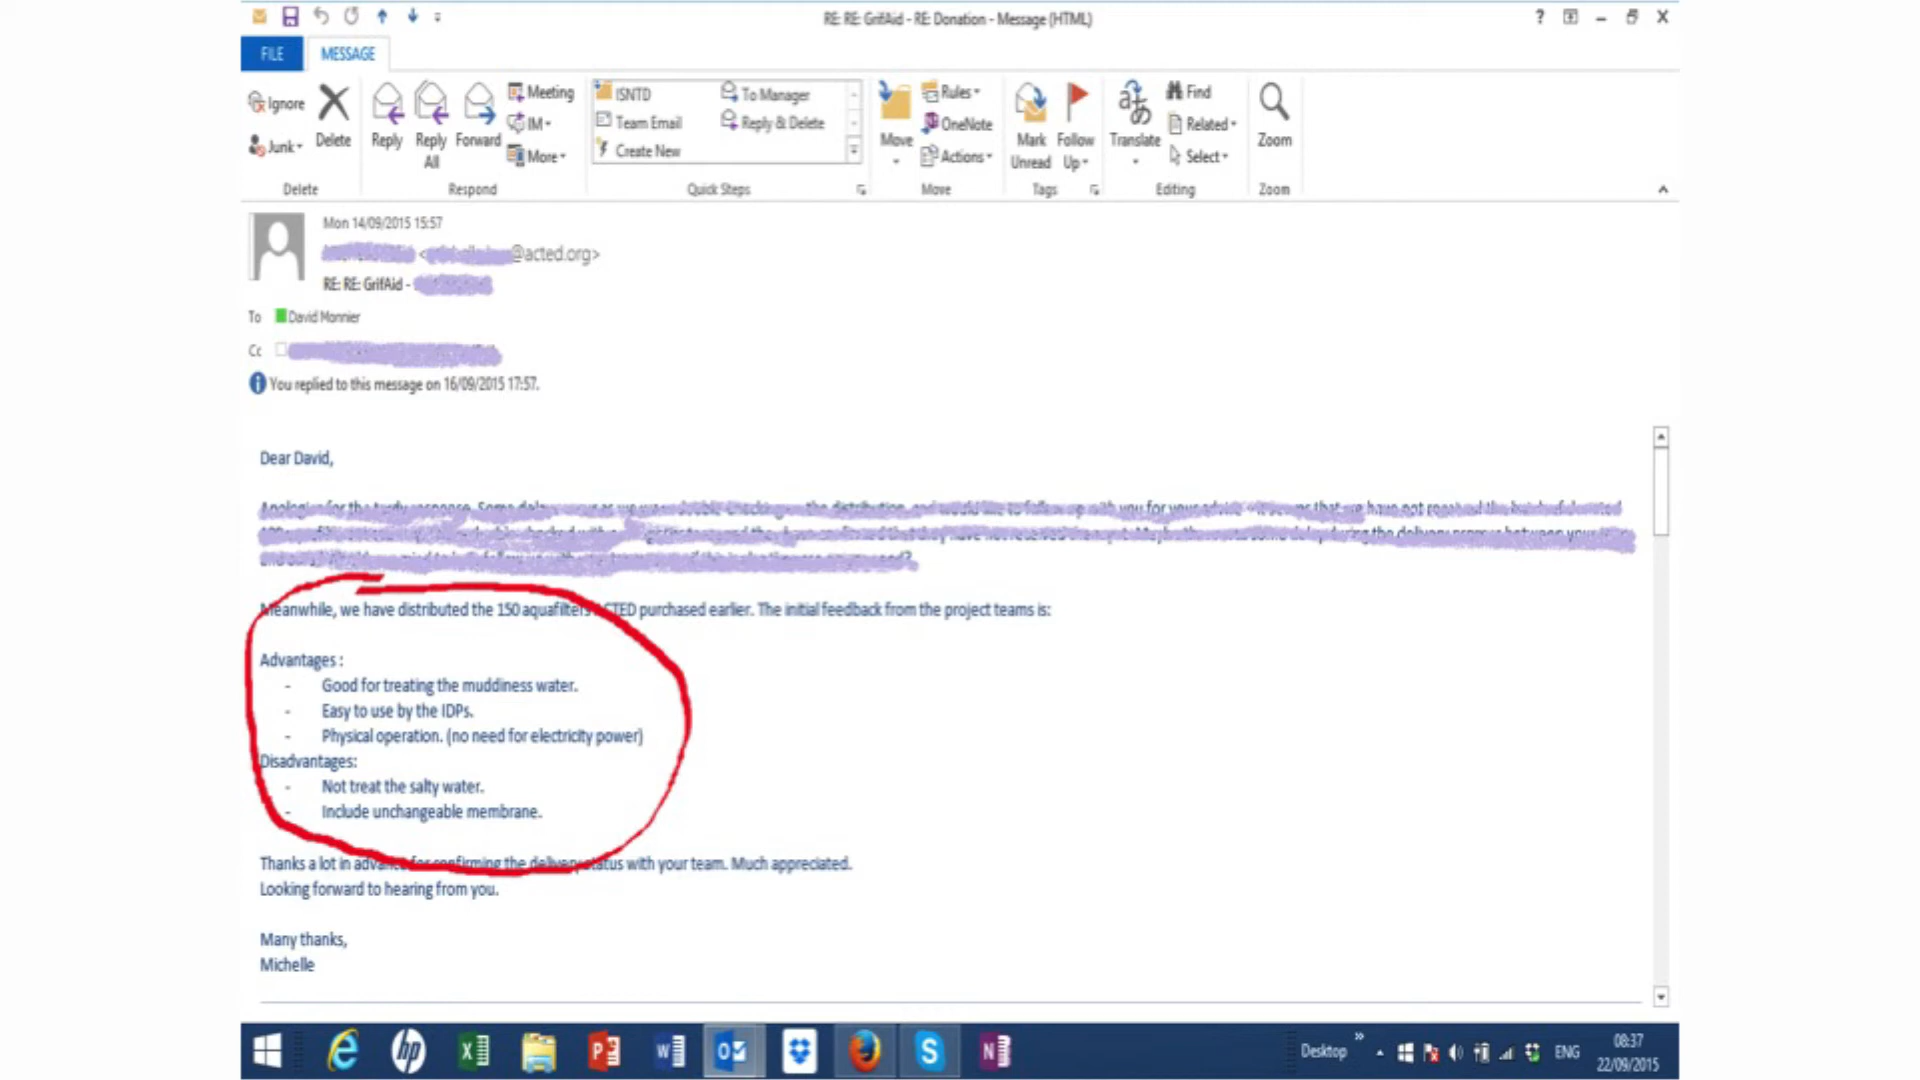 RE: RE: GrifAid - RE: Donation - Message (HTML)
FILE MESSAGE
Ignore
Junk
Delete
Reply
Reply All
Forward
Meeting
IM
More
ISNTD
Team Email
Create New
To Manager
Reply & Delete
Move
Rules
OneNote
Actions
Mark Unread
Follow Up
Translate
Find
Related
Select
Zoom
Delete Respond Quick Steps Move Tags Editing Zoom
Mon 14/09/2015 15:57
@acted.org>
RE: RE: GrifAid -
To David Monnier
Cc
You replied to this message on 16/09/2015 17:57.
Dear David,
Meanwhile, we have distributed the 150 aquafilters ACTED purchased earlier. The initial feedback from the project teams is:
Advantages :
- Good for treating the muddiness water.
- Easy to use by the IDPs.
- Physical operation. (no need for electricity power)
Disadvantages:
- Not treat the salty water.
- Include unchangeable membrane.
Thanks a lot in advance for confirming the delivery status with your team. Much appreciated.
Looking forward to hearing from you.
Many thanks,
Michelle
Desktop
ENG
08:37
22/09/2015